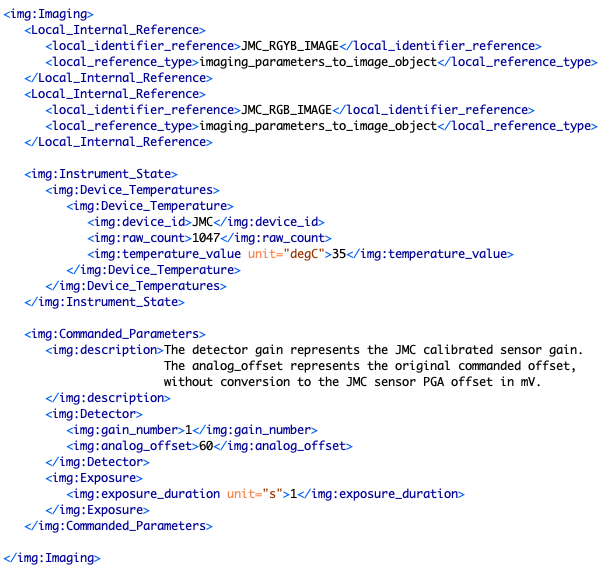 <img:Imaging>
<Local_Internal_Reference>
<local_identifier_reference>JMC_RGYB_IMAGE</local_identifier_reference>
<local_reference_type>imaging_parameters_to_image_object</local_reference_type>
</Local_Internal_Reference>
<Local_Internal_Reference>
<local_identifier_reference>JMC_RGB_IMAGE</local_identifier_reference>
<local_reference_type>imaging_parameters_to_image_object</local_reference_type>
</Local_Internal_Reference>
<img:Instrument_State>
<img:Device_Temperatures>
<img:Device_Temperature>
<img:device_id>JMC</img:device_id>
<img:raw_count>1047</img:raw_count>
<img:temperature_value unit="degC">35</img:temperature_value>
</img:Device_Temperature>
</img:Device_Temperatures>
</img:Instrument_State>
<img:Commanded_Parameters>
<img:description>The detector gain represents the JMC calibrated sensor gain.
The analog_offset represents the original commanded offset,
without conversion to the JMC sensor PGA offset in mV.
</img:description>
<img:Detector>
<img:gain_number>1</img:gain_number>
<img:analog_offset>60</img:analog_offset>
</img:Detector>
<img:Exposure>
<img:exposure_duration unit="s">1</img:exposure_duration>
</img:Exposure>
</img:Commanded_Parameters>
</img:Imaging>